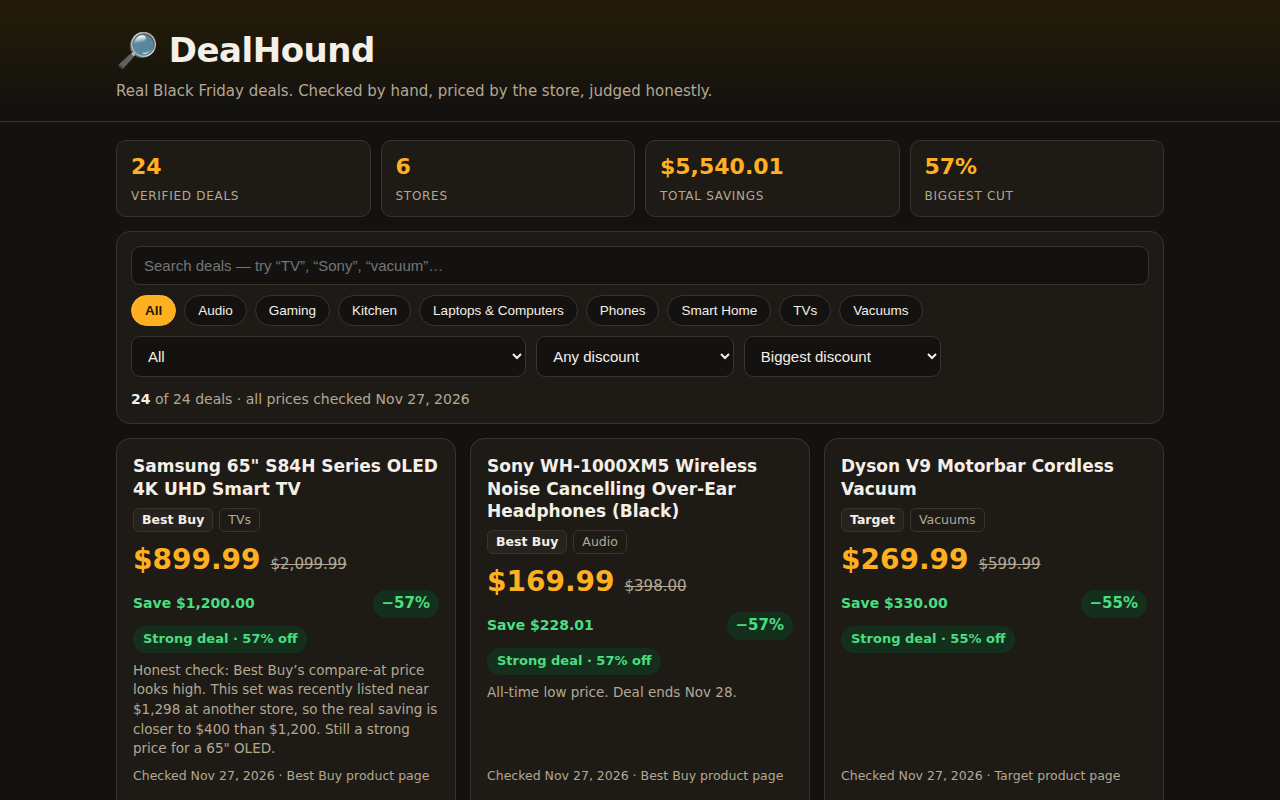 DealHound
Real Black Friday deals. Checked by hand, priced by the store, judged honestly.
24
VERIFIED DEALS
6
STORES
$5,540.01
TOTAL SAVINGS
57%
BIGGEST CUT
Search deals — try “TV”, “Sony”, “vacuum”…
All
Audio
Gaming
Kitchen
Laptops & Computers
Phones
Smart Home
TVs
Vacuums
All
Any discount
Biggest discount
24 of 24 deals · all prices checked Nov 27, 2026
Samsung 65" S84H Series OLED
4K UHD Smart TV
Best Buy
TVs
$899.99 $2,099.99
Save $1,200.00
−57%
Strong deal · 57% off
Honest check: Best Buy’s compare-at price
looks high. This set was recently listed near
$1,298 at another store, so the real saving is
closer to $400 than $1,200. Still a strong
price for a 65" OLED.
Checked Nov 27, 2026 · Best Buy product page
Sony WH-1000XM5 Wireless
Noise Cancelling Over-Ear
Headphones (Black)
Best Buy
Audio
$169.99 $398.00
Save $228.01
−57%
Strong deal · 57% off
All-time low price. Deal ends Nov 28.
Checked Nov 27, 2026 · Best Buy product page
Dyson V9 Motorbar Cordless
Vacuum
Target
Vacuums
$269.99 $599.99
Save $330.00
−55%
Strong deal · 55% off
Checked Nov 27, 2026 · Target product page